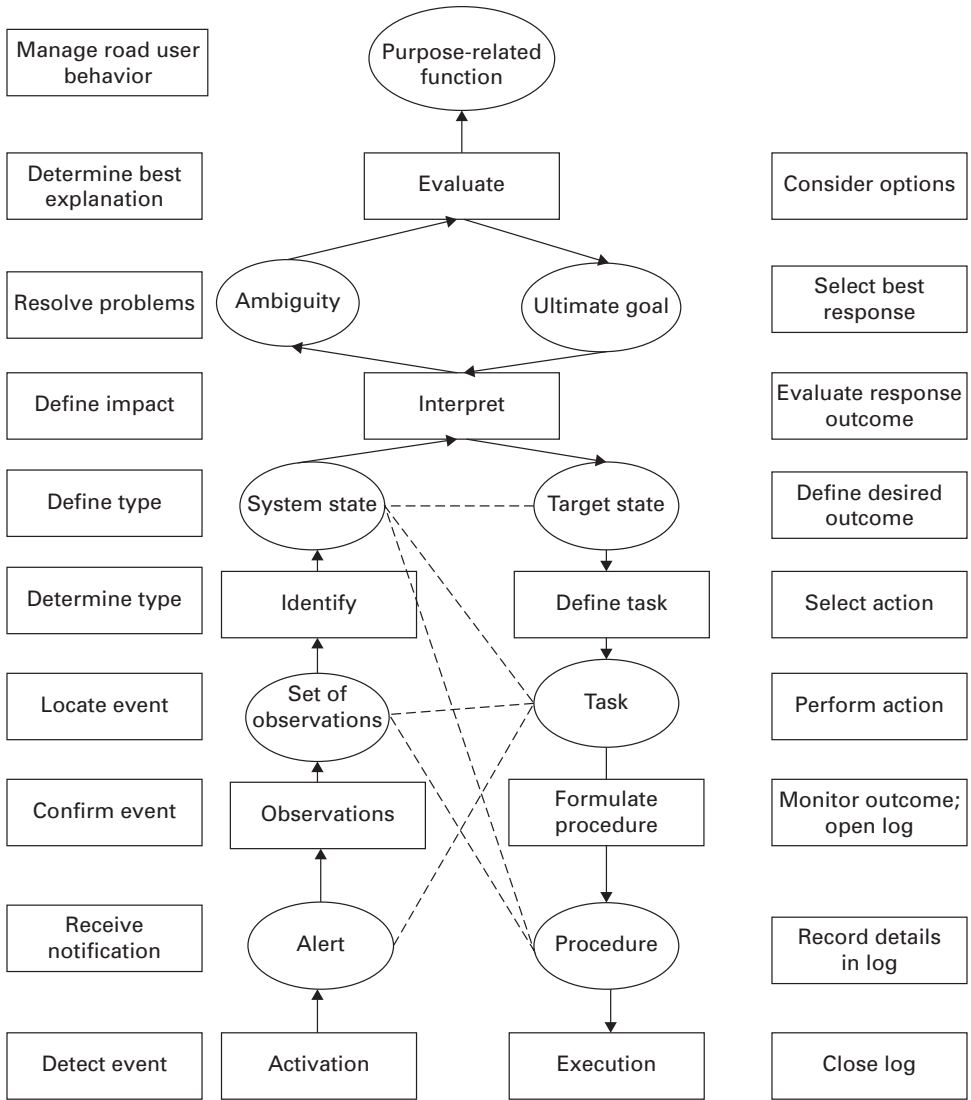 Manage road user
behavior
Purpose-related
function
Determine best
explanation
Evaluate
Consider options
Resolve problems
Ambiguity
Ultimate goal
Select best
response
Define impact
Interpret
Evaluate response
outcome
Define type
System state
Target state
Define desired
outcome
Determine type
Identify
Define task
Select action
Locate event
Set of
observations
Task
Perform action
Confirm event
Observations
Formulate
procedure
Monitor outcome;
open log
Receive
notification
Alert
Procedure
Record details
in log
Detect event
Activation
Execution
Close log